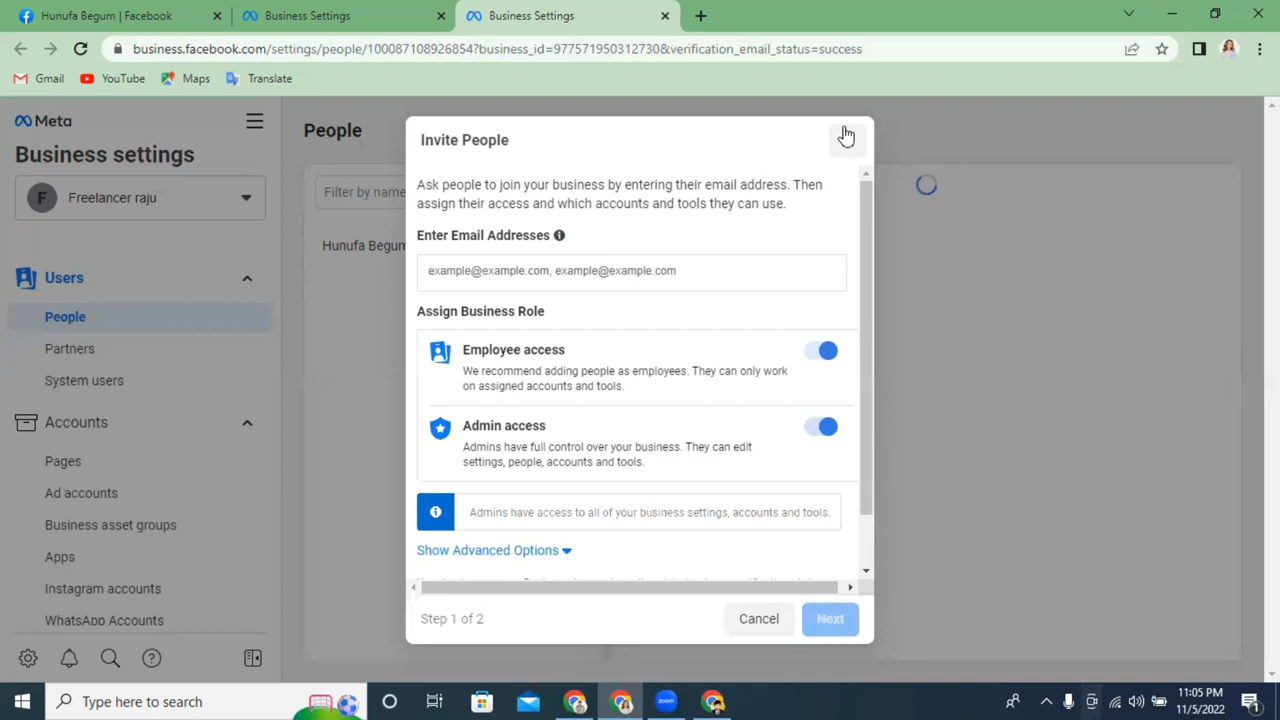 Hunufa Begum | Facebook
Business Settings
Business Settings
business.facebook.com/settings/people/100087108926854?business_id=977571950312730&verification_email_status=success
Gmail
YouTube
Maps
Translate
Meta
Business settings
F
Freelancer raju
Users
People
Partners
System users
Accounts
Pages
Ad accounts
Business asset groups
Apps
Instagram accounts
WhatsApp Accounts
People
Filter by name
Hunufa Begum
Invite People
Ask people to join your business by entering their email address. Then
assign their access and which accounts and tools they can use.
Enter Email Addresses
example@example.com, example@example.com
Assign Business Role
Employee access
We recommend adding people as employees. They can only work
on assigned accounts and tools.
Admin access
Admins have full control over your business. They can edit
settings, people, accounts and tools.
Admins have access to all of your business settings, accounts and tools.
Show Advanced Options
Step 1 of 2
Cancel
Next
Type here to search
zoom
11:05 PM
11/5/2022
1